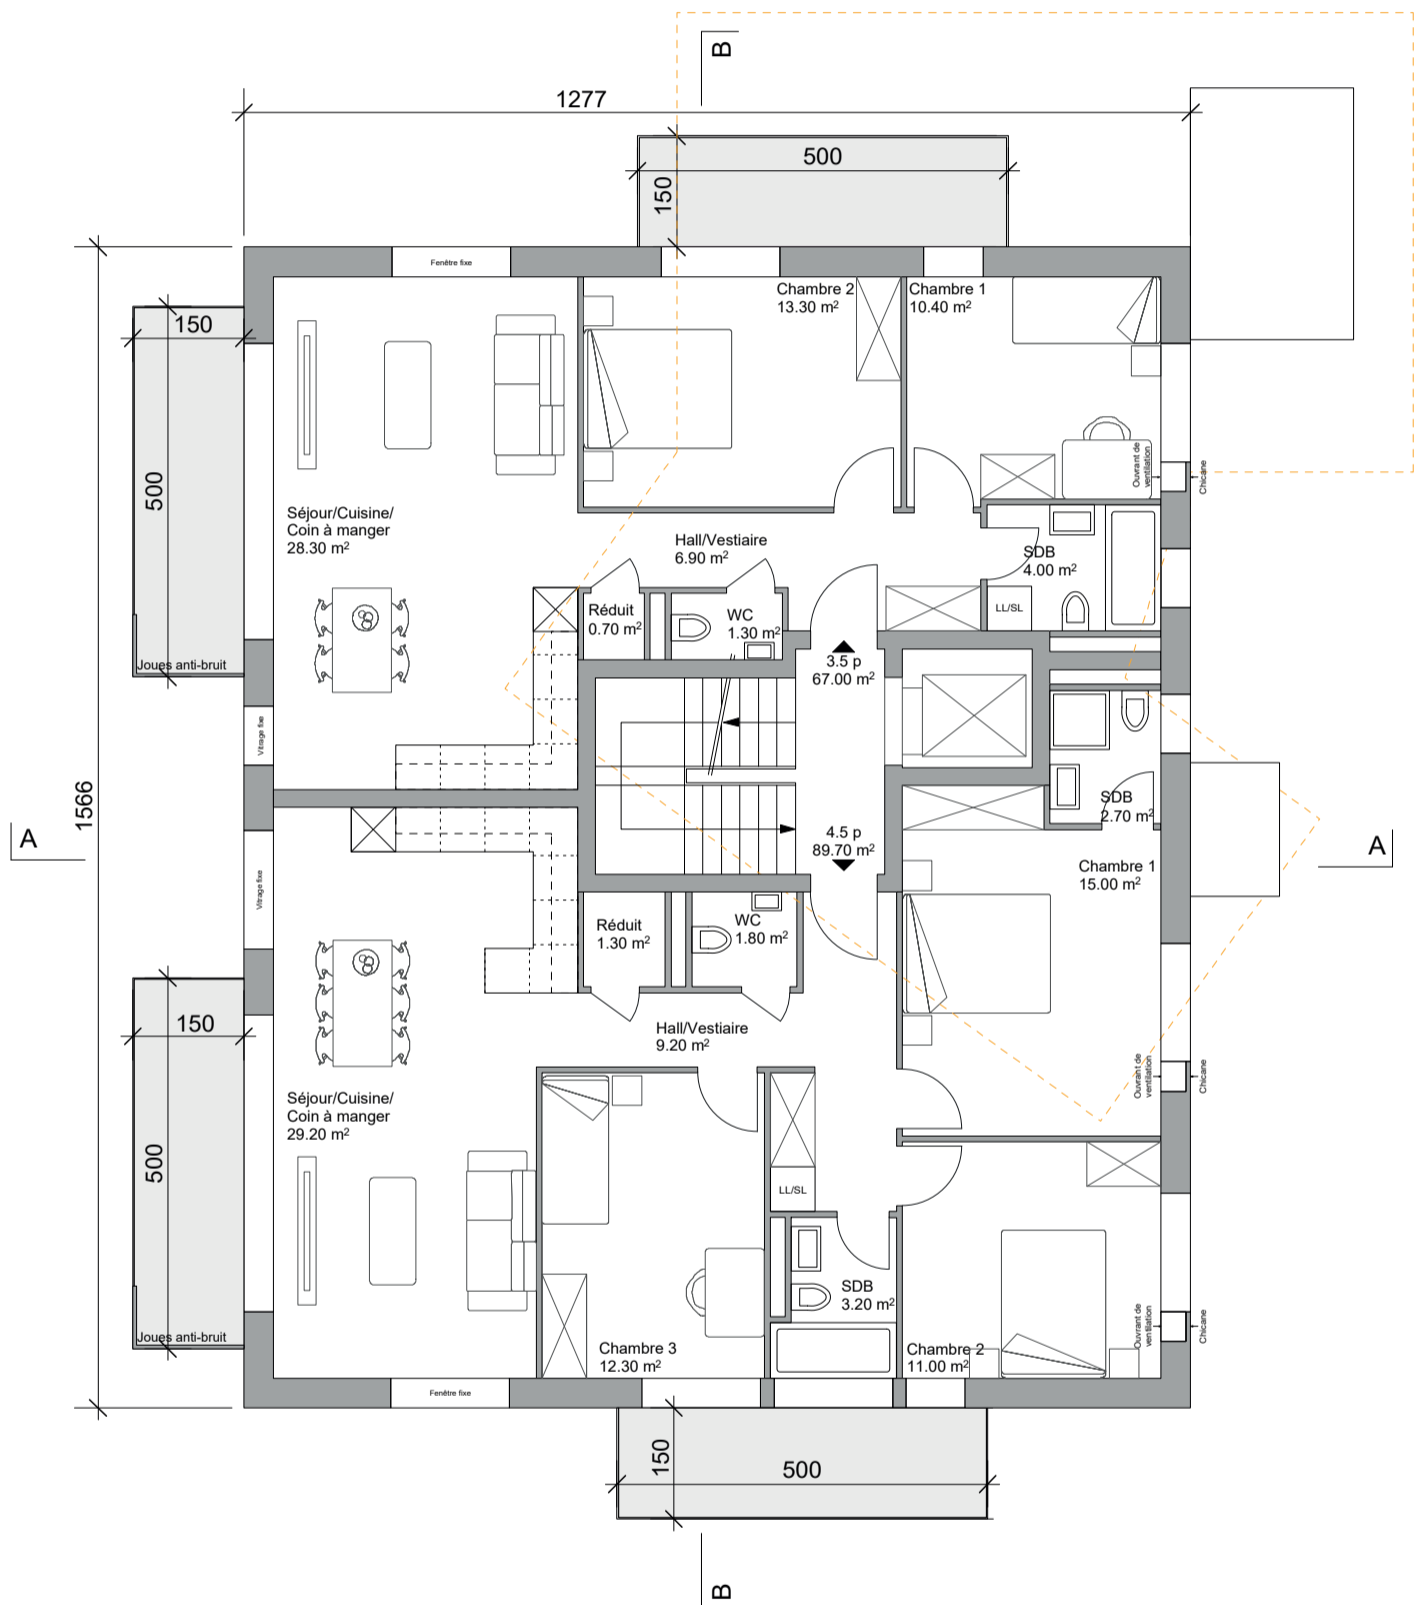 B
1277
500
150
Fenêtre fixe
Chambre 2
13.30 m²
Chambre 1
10.40 m²
150
500
Ouvrant de
ventilation
Chicane
Séjour/Cuisine/
Coin à manger
28.30 m²
Hall/Vestiaire
6.90 m²
SDB
4.00 m²
LL/SL
Réduit
0.70 m²
WC
1.30 m²
Joues anti-bruit
3.5 p
67.00 m²
Vitrage fixe
1566
SDB
2.70 m²
A
4.5 p
89.70 m²
A
Chambre 1
15.00 m²
Vitrage fixe
Réduit
1.30 m²
WC
1.80 m²
150
Hall/Vestiaire
9.20 m²
Ouvrant de
ventilation
Chicane
Séjour/Cuisine/
Coin à manger
29.20 m²
500
LL/SL
SDB
3.20 m²
Ouvrant de
ventilation
Chicane
Joues anti-bruit
Chambre 3
12.30 m²
Chambre 2
11.00 m²
Fenêtre fixe
150
500
B